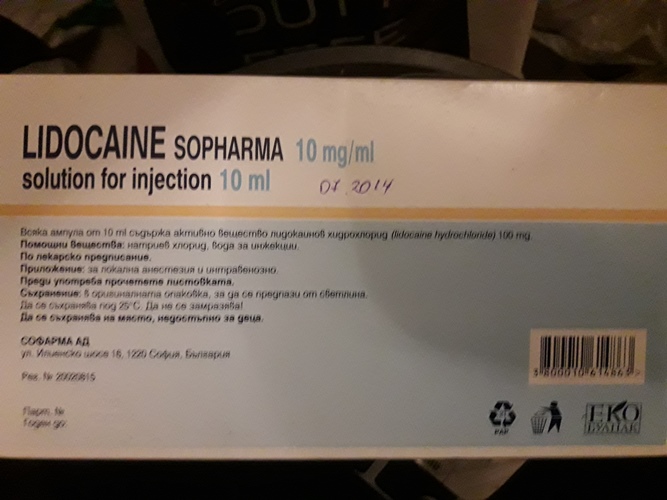 LIDOCAINE SOPHARMA 10 mg/ml
solution for injection 10 ml
07.2014
Всяка ампула от 10 ml съдържа активно вещество лидокаинов хидрохлорид (lidocaine hydrochloride) 100 mg.
Помощни вещества: натриев хлорид, вода за инжекции.
По лекарско предписание.
Приложение: за локална анестезия и интравенозно.
Преди употреба прочетете листовката.
Съхранение: в оригиналната опаковка, за да се предпази от светлина.
Да се съхранява под 25°C. Да не се замразява!
Да се съхранява на място, недостъпно за деца.
СОФАРМА АД
ул. Илиенско шосе 16, 1220 София, България
Рег. № 20020815
Парт. №
Годен до:
PAP
ЕКО
БУЛПАК